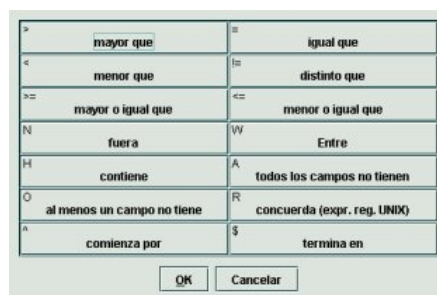 > =
mayor que igual que
< !=
menor que distinto que
>= <=
mayor o igual que menor o igual que
N W
fuera Entre
H A
contiene todos los campos no tienen
O R
al menos un campo no tiene concuerda (expr. reg. UNIX)
^ $
comienza por termina en
OK Cancelar